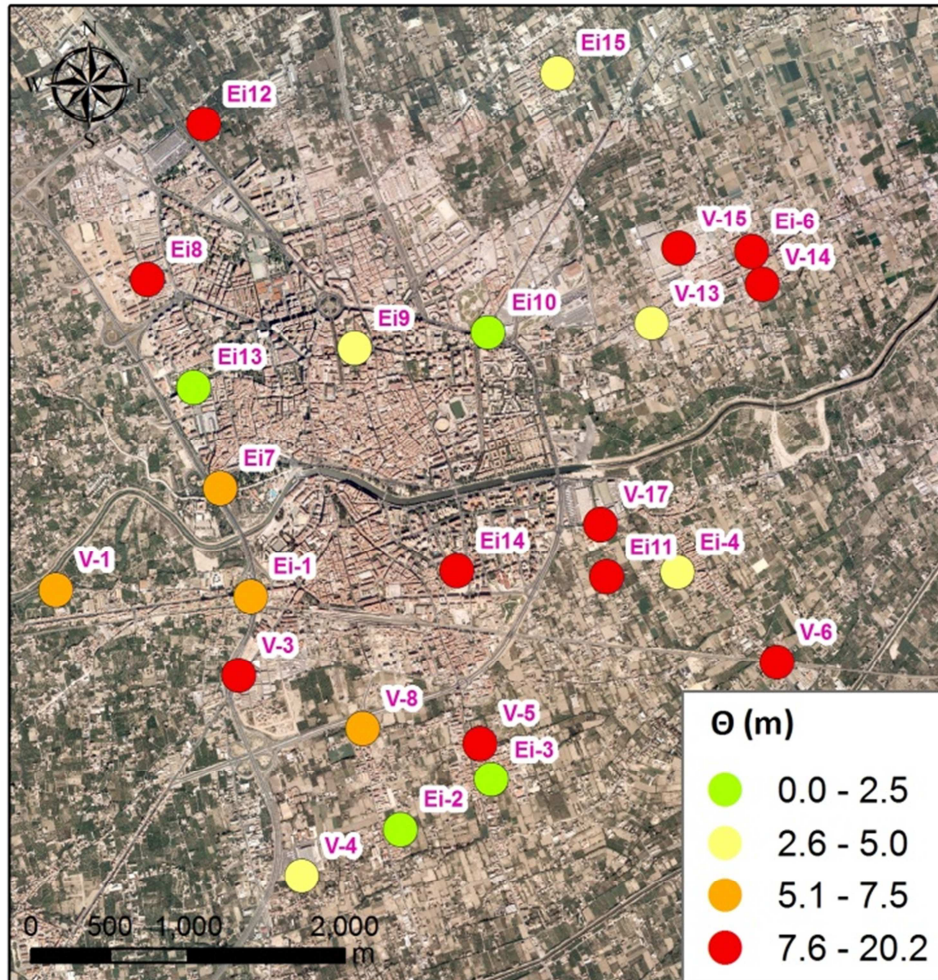 N
W E
S
Ei15
Ei12
V-15
Ei-6
Ei8
V-14
V-13
Ei10
Ei9
Ei13
Ei7
V-17
Ei14
Ei11
Ei-4
V-1
Ei-1
V-6
V-3
V-8
V-5
Ei-3
Ei-2
V-4
0 500 1,000 2,000
m
Θ (m)
0.0 - 2.5
2.6 - 5.0
5.1 - 7.5
7.6 - 20.2